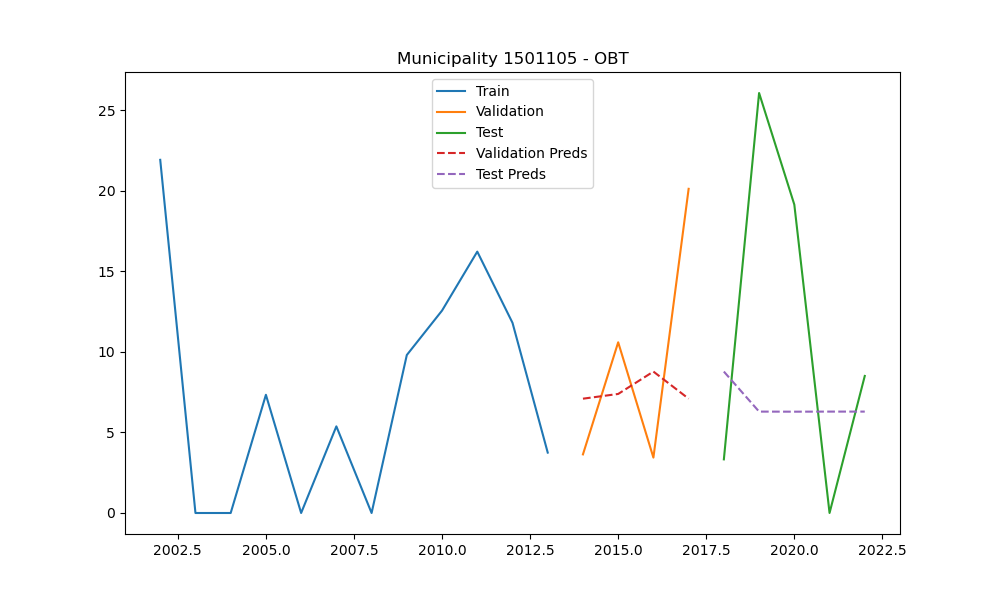 Municipality 1501105 - OBT
Train
Validation
Test
Validation Preds
Test Preds
25
20
15
10
5
0
2002.5 2005.0 2007.5 2010.0 2012.5 2015.0 2017.5 2020.0 2022.5